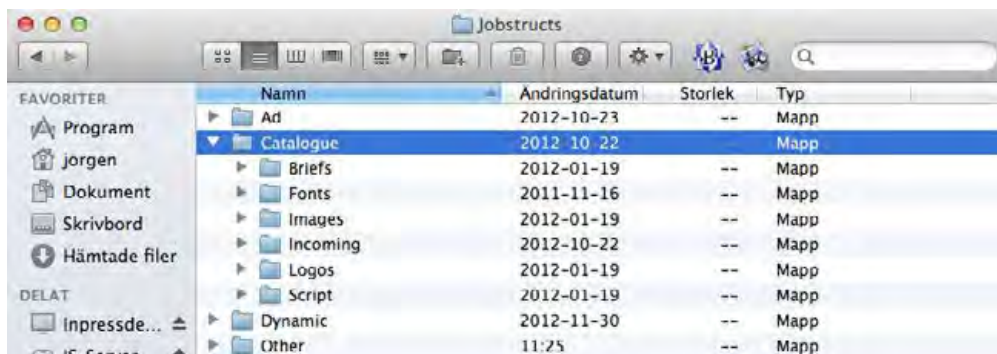 Jobstructs
FAVORITER
Program
jorgen
Dokument
Skrivbord
Hämtade filer
DELAT
Inpressde...
Namn Ändringsdatum Storlek Typ
Ad 2012-10-23 -- Mapp
Catalogue 2012-10-22 Mapp
Briefs 2012-01-19 -- Mapp
Fonts 2011-11-16 -- Mapp
Images 2012-01-19 -- Mapp
Incoming 2012-10-22 -- Mapp
Logos 2012-01-19 -- Mapp
Script 2012-01-19 -- Mapp
Dynamic 2012-11-30 -- Mapp
Other 11:25 -- Mapp